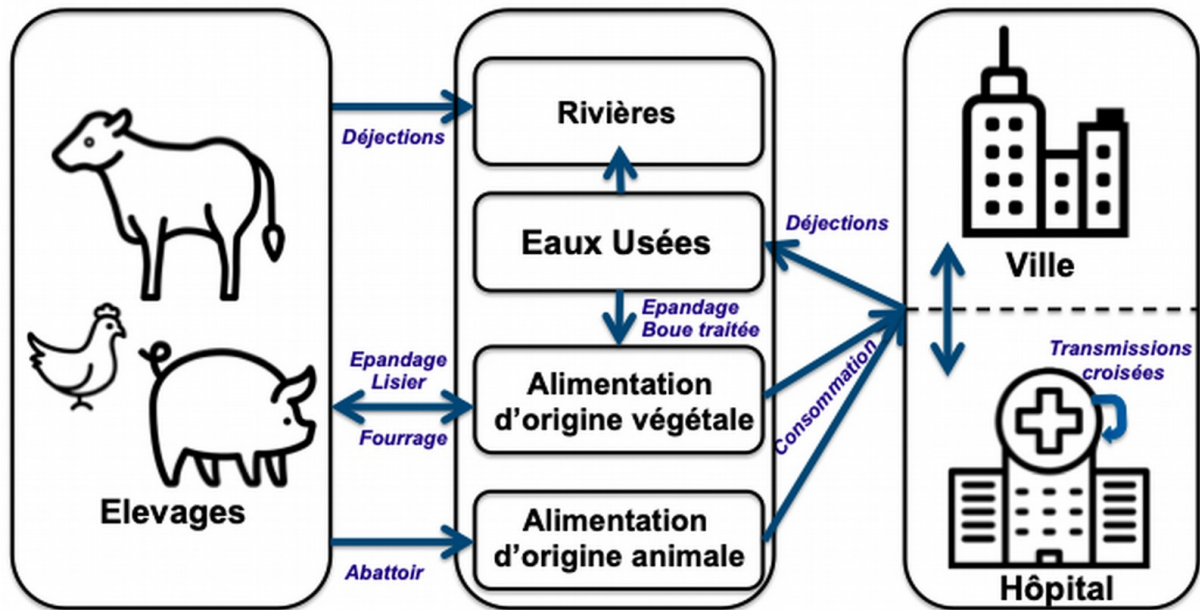 Elevages
Déjections
Epandage
Lisier
Fourrage
Abattoir
Rivières
Eaux Usées
Epandage
Boue traitée
Alimentation
d’origine végétale
Alimentation
d’origine animale
Déjections
Consommation
Ville
Transmissions
croisées
Hôpital